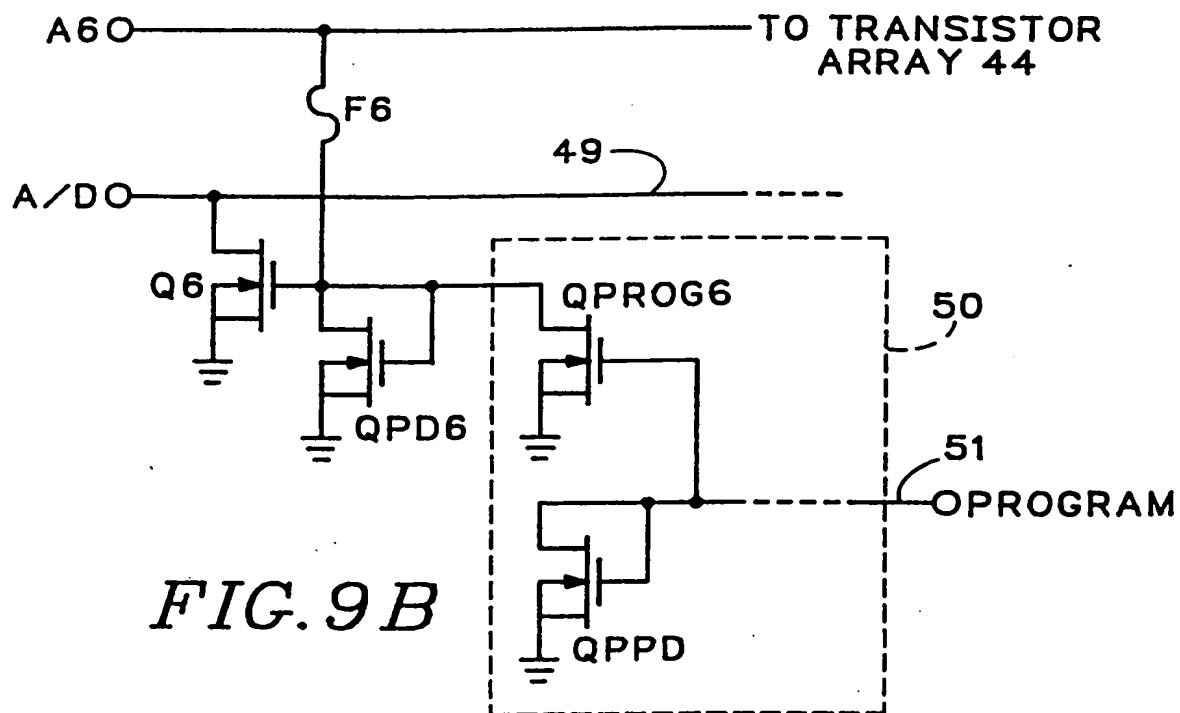 A6
TO TRANSISTOR
ARRAY 44
F6
49
A/D
Q6
QPROG6
50
QPD6
51
PROGRAM
QPPD
FIG. 9B